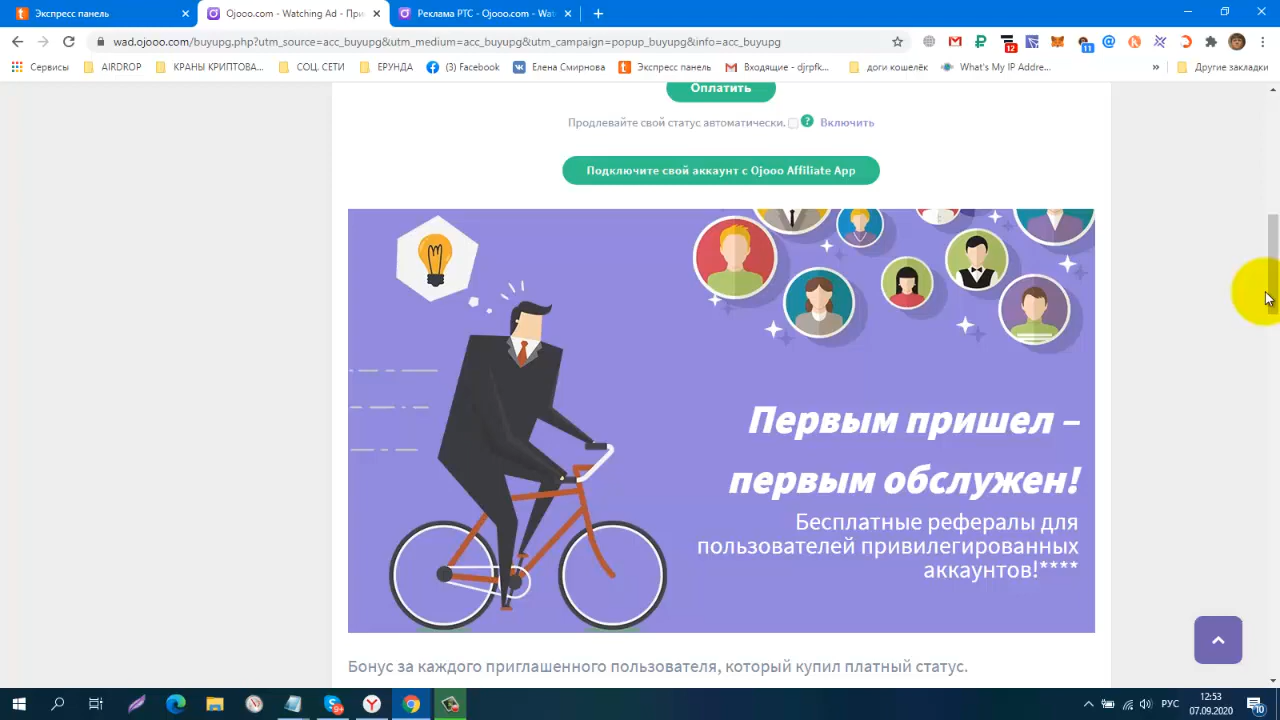 Экспресс панель
Ojooo.com - Watching Ad - При
Реклама PTC - Ojooo.com - Wat
wad.ojooo.com/buyupg.php?utm_source=acc_buyupg&utm_medium=acc_buyupg&utm_campaign=popup_buyupg&info=acc_buyupg
12
11
Сервисы
AIRDROP
КРАНЫ КРИПТОВА...
СОЦ, СЕТИ
ЕРУНДА
(3) Facebook
Елена Смирнова
Экспресс панель
Входящие - djrpfk...
доги кошелёк
What's My IP Addre...
»
Другие закладки
Оплатить
Продлевайте свой статус автоматически.
?
Включить
Подключите свой аккаунт с Ojooo Affiliate App
Первым пришел –
первым обслужен!
Бесплатные рефералы для
пользователей привилегированных
аккаунтов!****
Бонус за каждого приглашенного пользователя, который купил платный статус.
РУС
12:53
07.09.2020
10